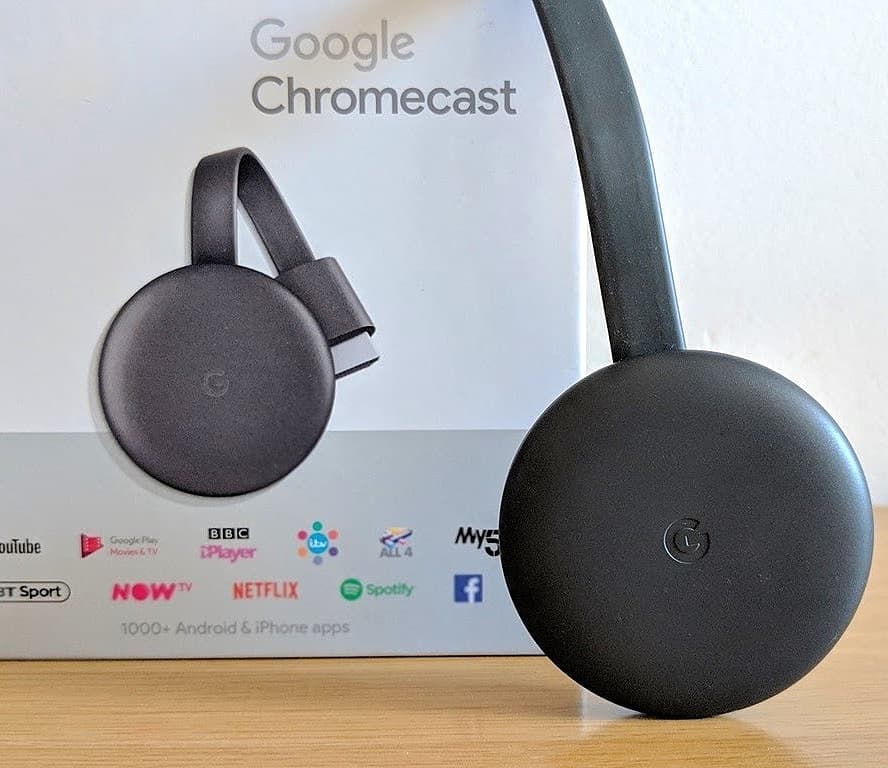 Google
Chromecast
G
ouTube
Google Play
Movies & TV
BBC
iPlayer
itv
ALL 4
My5
BT Sport
NOW TV
NETFLIX
Spotify
f
1000+ Android & iPhone apps
G